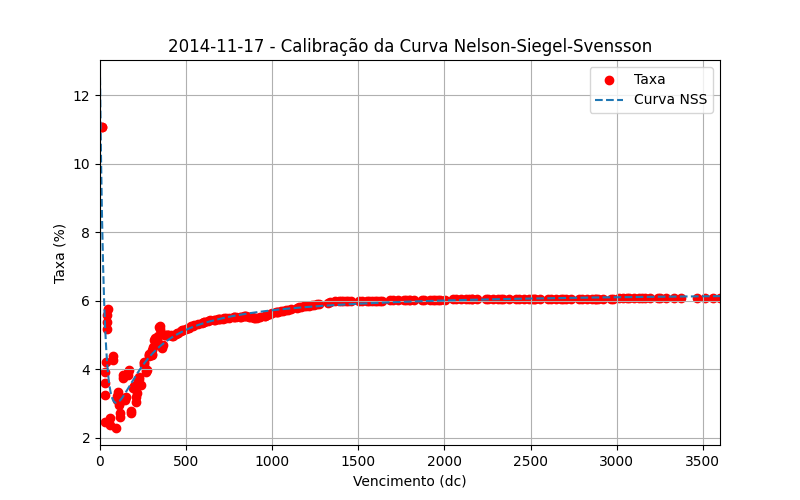 2014-11-17 - Calibração da Curva Nelson-Siegel-Svensson
Taxa
Curva NSS
Taxa (%)
12
10
8
6
4
2
0 500 1000 1500 2000 2500 3000 3500
Vencimento (dc)